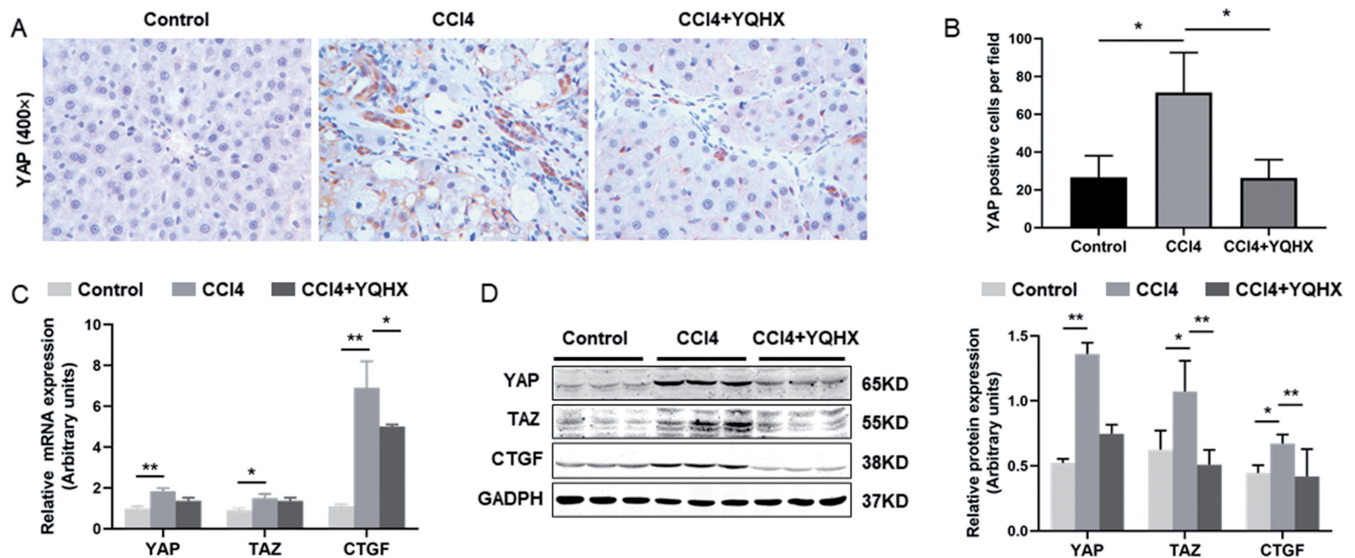 A
Control
CCl4
CCl4+YQHX
YAP (400×)
B
YAP positive cells per field
100
80
60
40
20
0
*
*
Control
CCl4
CCl4+YQHX
C
Control
CCl4
CCl4+YQHX
Relative mRNA expression
(Arbitrary units)
10
8
6
4
2
0
**
*
**
*
YAP
TAZ
CTGF
D
Control
CCl4
CCl4+YQHX
YAP
65KD
TAZ
55KD
CTGF
38KD
GADPH
37KD
Control
CCl4
CCl4+YQHX
Relative protein expression
(Arbitrary units)
1.5
1.0
0.5
0.0
**
*
**
*
**
YAP
TAZ
CTGF